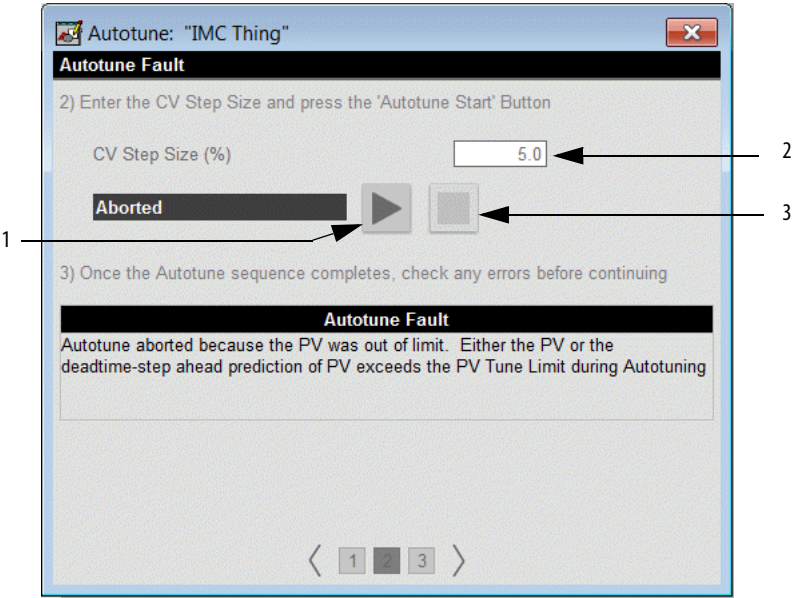 Autotune: "IMC Thing"
Autotune Fault
2) Enter the CV Step Size and press the 'Autotune Start' Button
CV Step Size (%)
5.0
2
Aborted
3
1
3) Once the Autotune sequence completes, check any errors before continuing
Autotune Fault
Autotune aborted because the PV was out of limit. Either the PV or the
deadtime-step ahead prediction of PV exceeds the PV Tune Limit during Autotuning
1 2 3